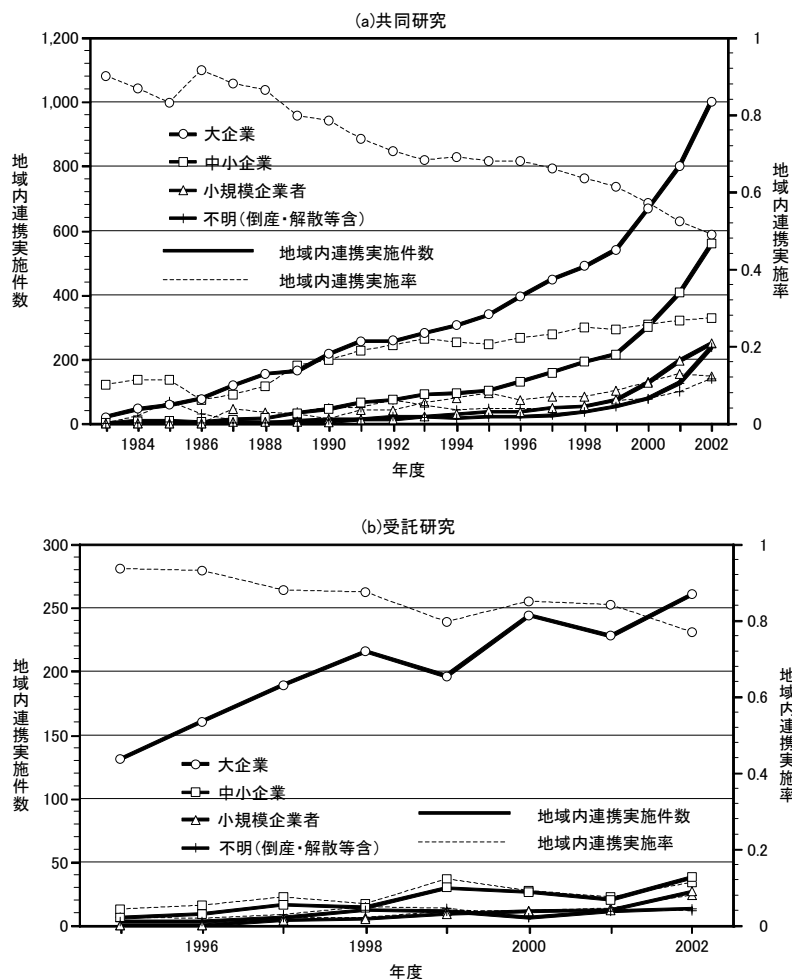 (a)共同研究
1,200
1,000
800
600
400
200
0
1
0.8
0.6
0.4
0.2
0
地域内連携実施件数
地域内連携実施率
大企業
中小企業
小規模企業者
不明(倒産・解散等含)
地域内連携実施件数
地域内連携実施率
1984 1986 1988 1990 1992 1994 1996 1998 2000 2002
年度
(b)受託研究
300
250
200
150
100
50
0
1
0.8
0.6
0.4
0.2
0
地域内連携実施件数
地域内連携実施率
大企業
中小企業
小規模企業者
不明(倒産・解散等含)
地域内連携実施件数
地域内連携実施率
1996 1998 2000 2002
年度